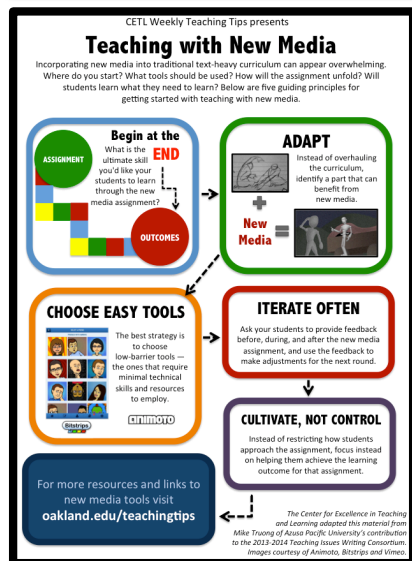 CETL Weekly Teaching Tips presents
Teaching with New Media
Incorporating new media into traditional text-heavy curriculum can appear overwhelming.
Where do you start? What tools should be used? How will the assignment unfold? Will
students learn what they need to learn? Below are five guiding principles for
getting started with teaching with new media.
ASSIGNMENT
Begin at the
END
What is the
ultimate skill
you'd like your
students to learn
through the new
media assignment?
OUTCOMES
ADAPT
Instead of overhauling
the curriculum,
identify a part that can
benefit from
new media.
+
New
Media =
CHOOSE EASY TOOLS
The best strategy is to
choose
low-barrier tools —
the ones that require
minimal technical
skills and resources
to employ.
Bitstrips
ANIMOTO
ITERATE OFTEN
Ask your students to provide feedback
before, during, and after the new media
assignment, and use the feedback to
make adjustments for the next round.
CULTIVATE, NOT CONTROL
Instead of restricting how students
approach the assignment, focus instead
on helping them achieve the learning
outcome for that assignment.
For more resources and links to
new media tools visit
oakland.edu/teachingtips
The Center for Excellence in Teaching
and Learning adapted this material from
Mike Truong of Azusa Pacific University's contribution
to the 2013-2014 Teaching Issues Writing Consortium.
Images courtesy of Animoto, Bitstrips and Vimeo.